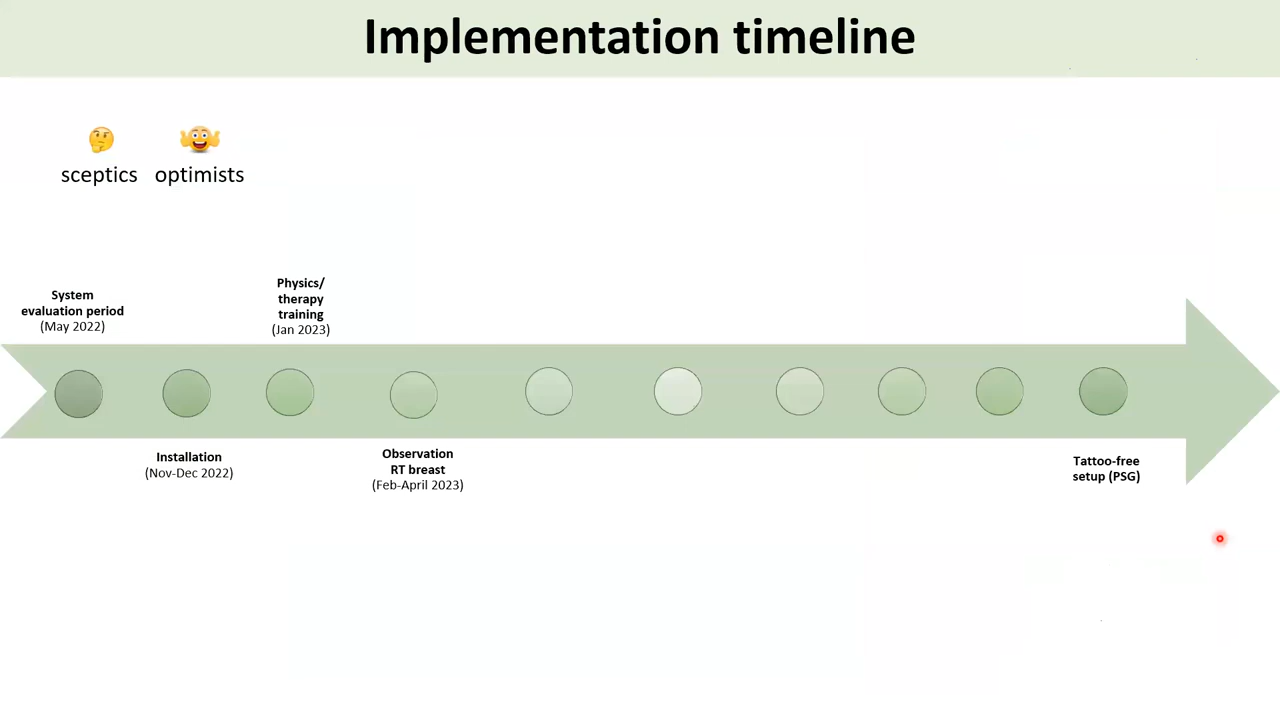 Implementation timeline
sceptics
optimists
System
evaluation period
(May 2022)
Physics/
therapy
training
(Jan 2023)
Installation
(Nov-Dec 2022)
Observation
RT breast
(Feb-April 2023)
Tattoo-free
setup (PSG)